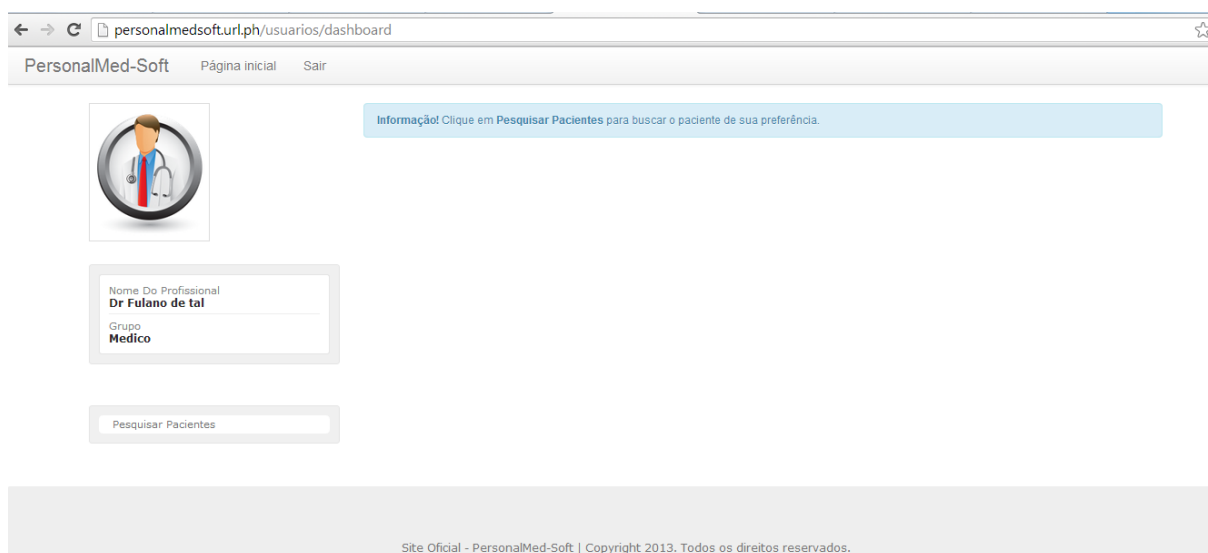 personalmedsoft.url.ph/usuarios/dashboard
PersonalMed-Soft Página inicial Sair
Informação! Clique em Pesquisar Pacientes para buscar o paciente de sua preferência.
Nome Do Profissional
Dr Fulano de tal
Grupo
Medico
Pesquisar Pacientes
Site Oficial - PersonalMed-Soft | Copyright 2013. Todos os direitos reservados.